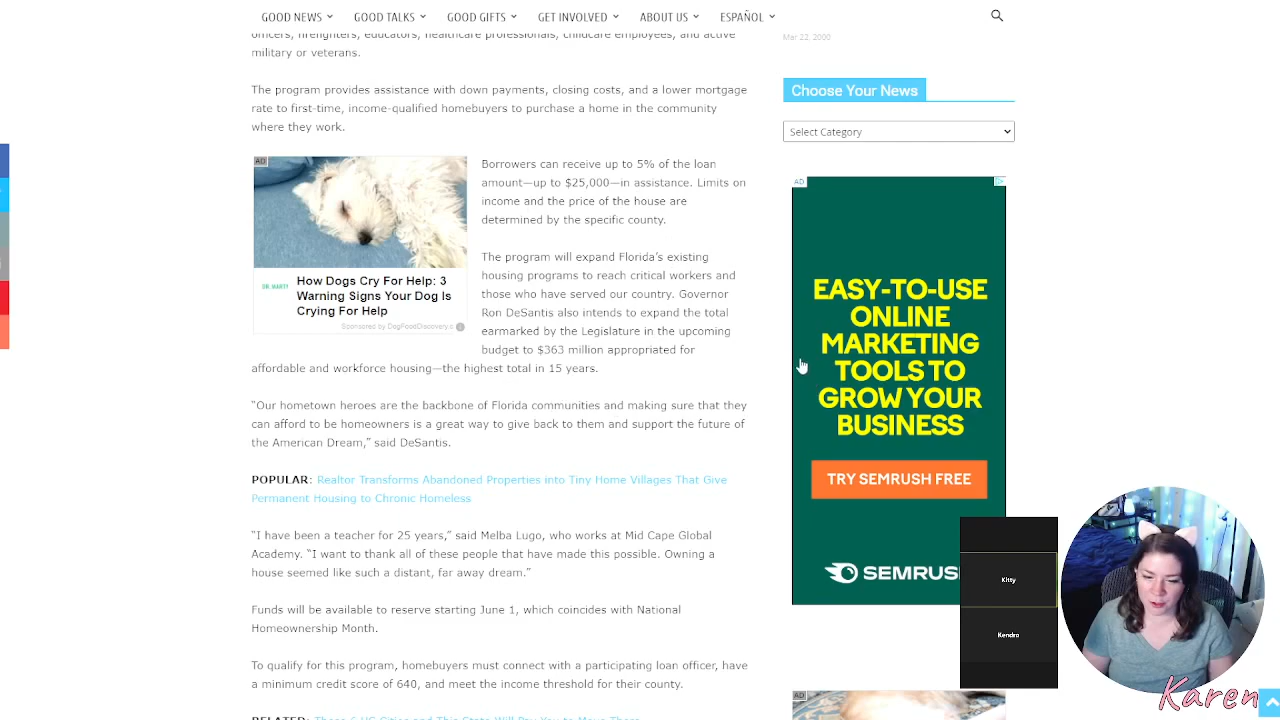 GOOD NEWS GOOD TALKS GOOD GIFTS GET INVOLVED ABOUT US ESPAÑOL
officers, firefighters, educators, healthcare professionals, childcare employees, and active
military or veterans.
The program provides assistance with down payments, closing costs, and a lower mortgage
rate to first-time, income-qualified homebuyers to purchase a home in the community
where they work.
AD
How Dogs Cry For Help: 3
Warning Signs Your Dog Is
Crying For Help
DR. MARTY
Sponsored by DogFoodDiscovery.c
Borrowers can receive up to 5% of the loan
amount—up to $25,000—in assistance. Limits on
income and the price of the house are
determined by the specific county.
The program will expand Florida’s existing
housing programs to reach critical workers and
those who have served our country. Governor
Ron DeSantis also intends to expand the total
earmarked by the Legislature in the upcoming
budget to $363 million appropriated for
affordable and workforce housing—the highest total in 15 years.
“Our hometown heroes are the backbone of Florida communities and making sure that they
can afford to be homeowners is a great way to give back to them and support the future of
the American Dream,” said DeSantis.
POPULAR: Realtor Transforms Abandoned Properties into Tiny Home Villages That Give
Permanent Housing to Chronic Homeless
“I have been a teacher for 25 years,” said Melba Lugo, who works at Mid Cape Global
Academy. “I want to thank all of these people that have made this possible. Owning a
house seemed like such a distant, far away dream.”
Funds will be available to reserve starting June 1, which coincides with National
Homeownership Month.
To qualify for this program, homebuyers must connect with a participating loan officer, have
a minimum credit score of 640, and meet the income threshold for their county.
RELATED: These 6 US Cities and This State Will Pay You to Move There
Mar 22, 2000
Choose Your News
Select Category
AD
EASY-TO-USE
ONLINE
MARKETING
TOOLS TO
GROW YOUR
BUSINESS
TRY SEMRUSH FREE
SEMRUS
Kitty
Kendro
AD